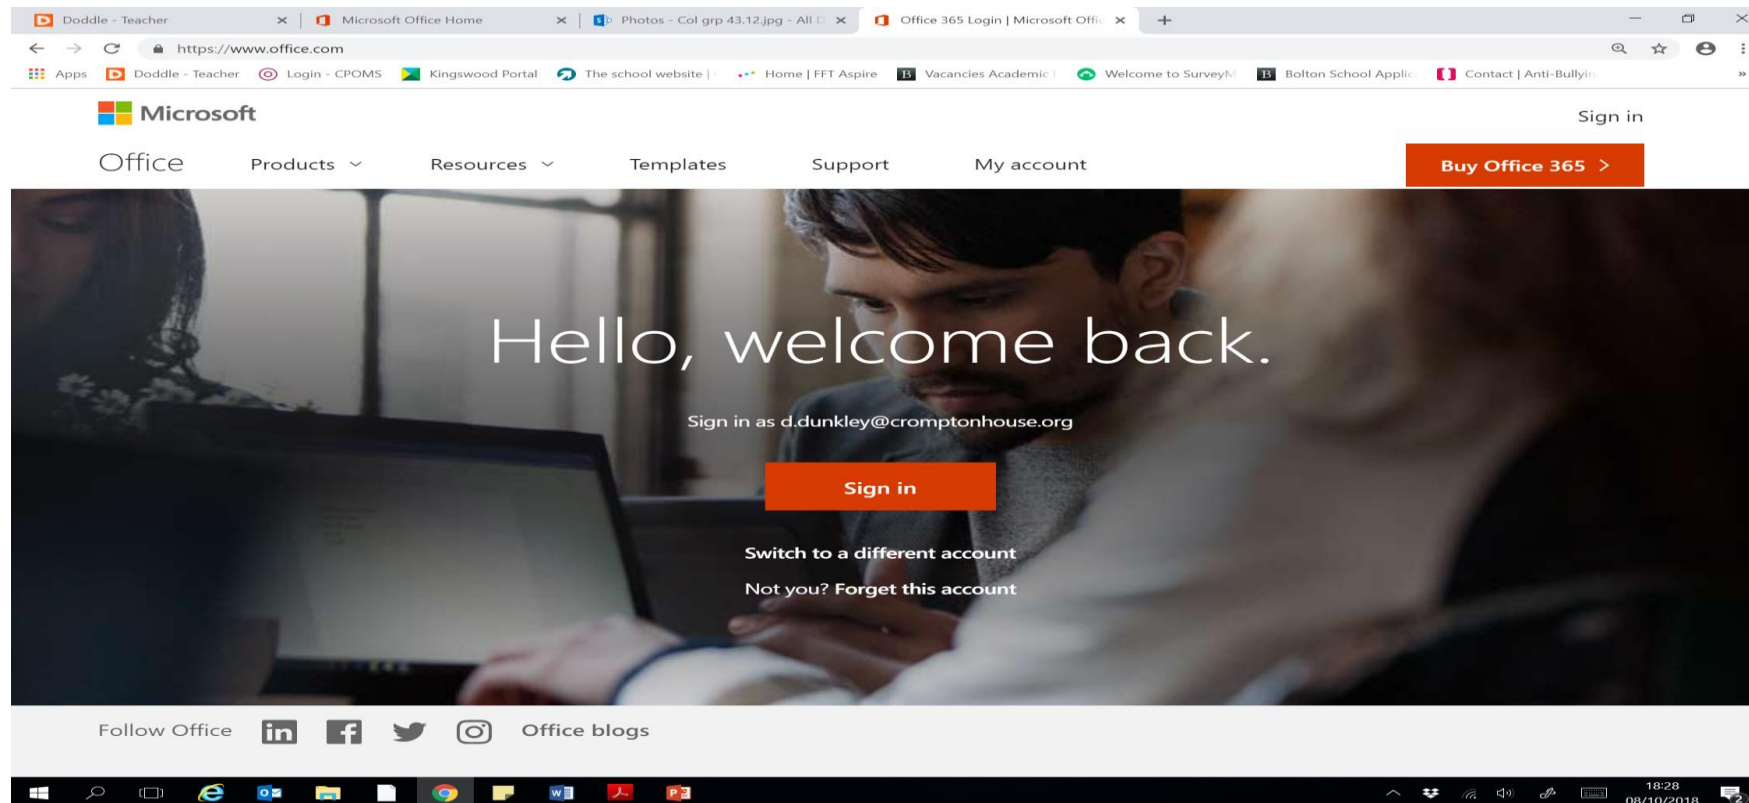 Doddle - Teacher
Microsoft Office Home
Photos - Col grp 43.12.jpg - All
Office 365 Login | Microsoft Offic
https://www.office.com
Apps
Doddle - Teacher
Login - CPOMS
Kingswood Portal
The school website |
Home | FFT Aspire
Vacancies Academic
Welcome to SurveyM
Bolton School Applic
Contact | Anti-Bullyin
Microsoft
Sign in
Office
Products
Resources
Templates
Support
My account
Buy Office 365 >
Hello, welcome back.
Sign in as d.dunkley@cromptonhouse.org
Sign in
Switch to a different account
Not you? Forget this account
Follow Office
in
Office blogs
18:28
08/10/2018
2